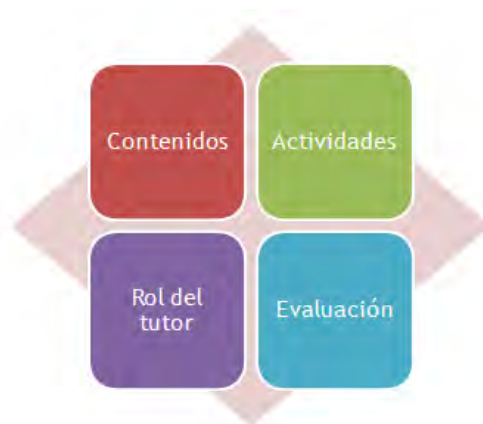 Contenidos
Actividades
Rol del
tutor
Evaluación